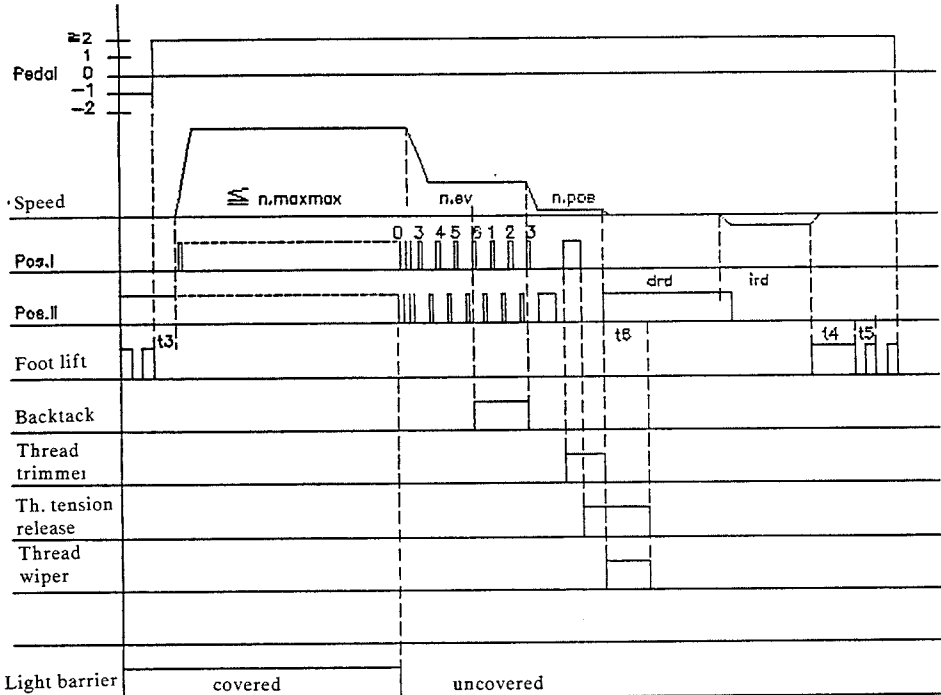 ≧2
1
Pedal 0
-1
-2
Speed ≦ n.maxmax n.ev n.pos
0 3 4 5 6 1 2 3
Pos.I
drd ird
Pos.II
t3 t6 t4 t5
Foot lift
Backtack
Thread
trimmer
Th. tension
release
Thread
wiper
Light barrier covered uncovered